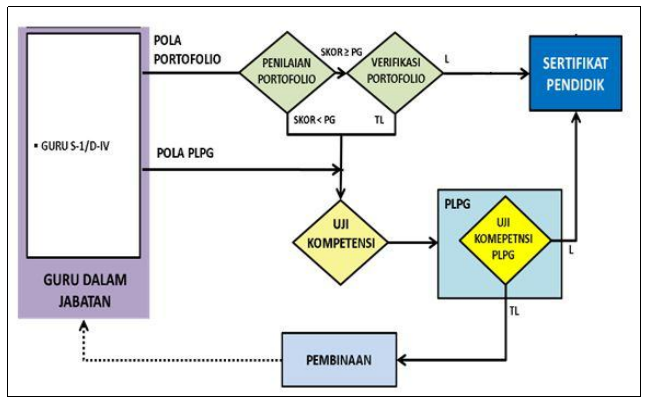 POLA
PORTOFOLIO
PENILAIAN
PORTOFOLIO
SKOR ≥ PG
VERIFIKASI
PORTOFOLIO
L
SERTIFIKAT
PENDIDIK
SKOR < PG
TL
• GURU S-1/D-IV
POLA PLPG
UJI
KOMPETENSI
PLPG
UJI
KOMEPETNSI
PLPG
L
GURU DALAM
JABATAN
TL
PEMBINAAN